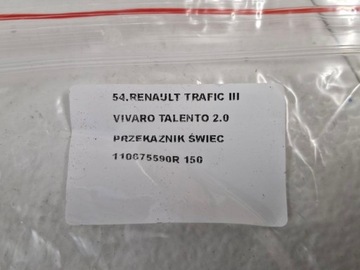 54.RENAULT TRAFIC III
VIVARO TALENTO 2.0
PRZEKAZNIK ŚWIEC
110675590R 150